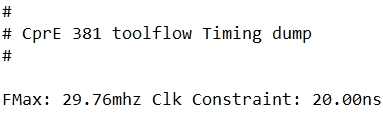 #
# CprE 381 toolflow Timing dump
#
FMax: 29.76mhz Clk Constraint: 20.00ns